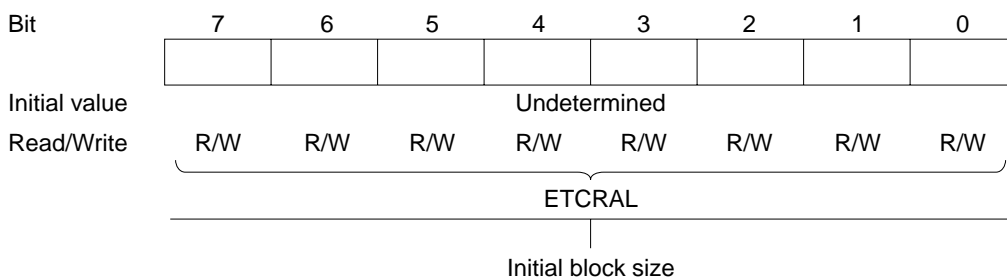 Bit 7 6 5 4 3 2 1 0
Initial value Undetermined
Read/Write R/W R/W R/W R/W R/W R/W R/W R/W
ETCRAL
Initial block size